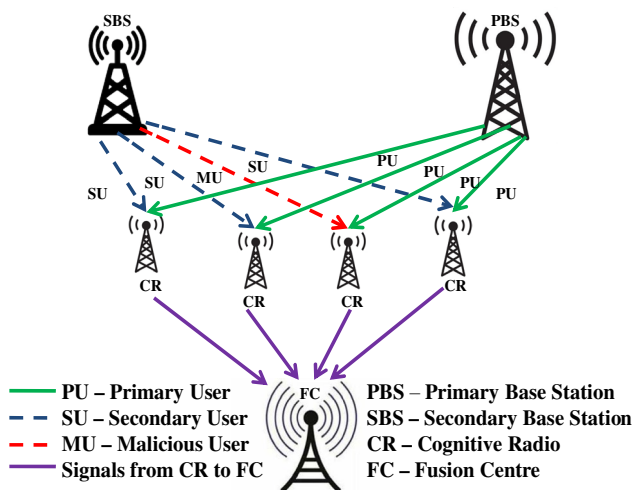 SBS
PBS
PU
PU
SU
SU
MU
SU
PU
PU
CR
CR
CR
CR
FC
PU – Primary User
PBS – Primary Base Station
SU – Secondary User
SBS – Secondary Base Station
MU – Malicious User
CR – Cognitive Radio
Signals from CR to FC
FC – Fusion Centre